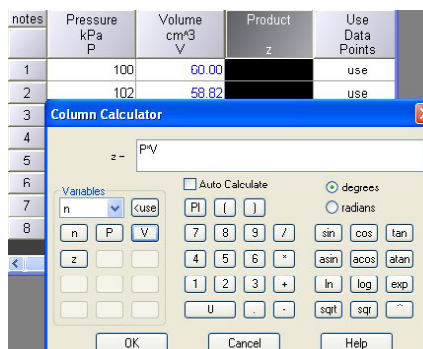 notes Pressure Volume Product Use
kPa cm^3 Data
P V z Points
1 100 60.00 use
2 102 58.82 use
3
4
5
6
7
8
Column Calculator
z = P*V
Variables
Auto Calculate
degrees
radians
n <use PI ( )
n P V 7 8 9 / sin cos tan
z 4 5 6 * asin acos atan
1 2 3 + ln log exp
U . - sqrt sqr ^
OK Cancel Help